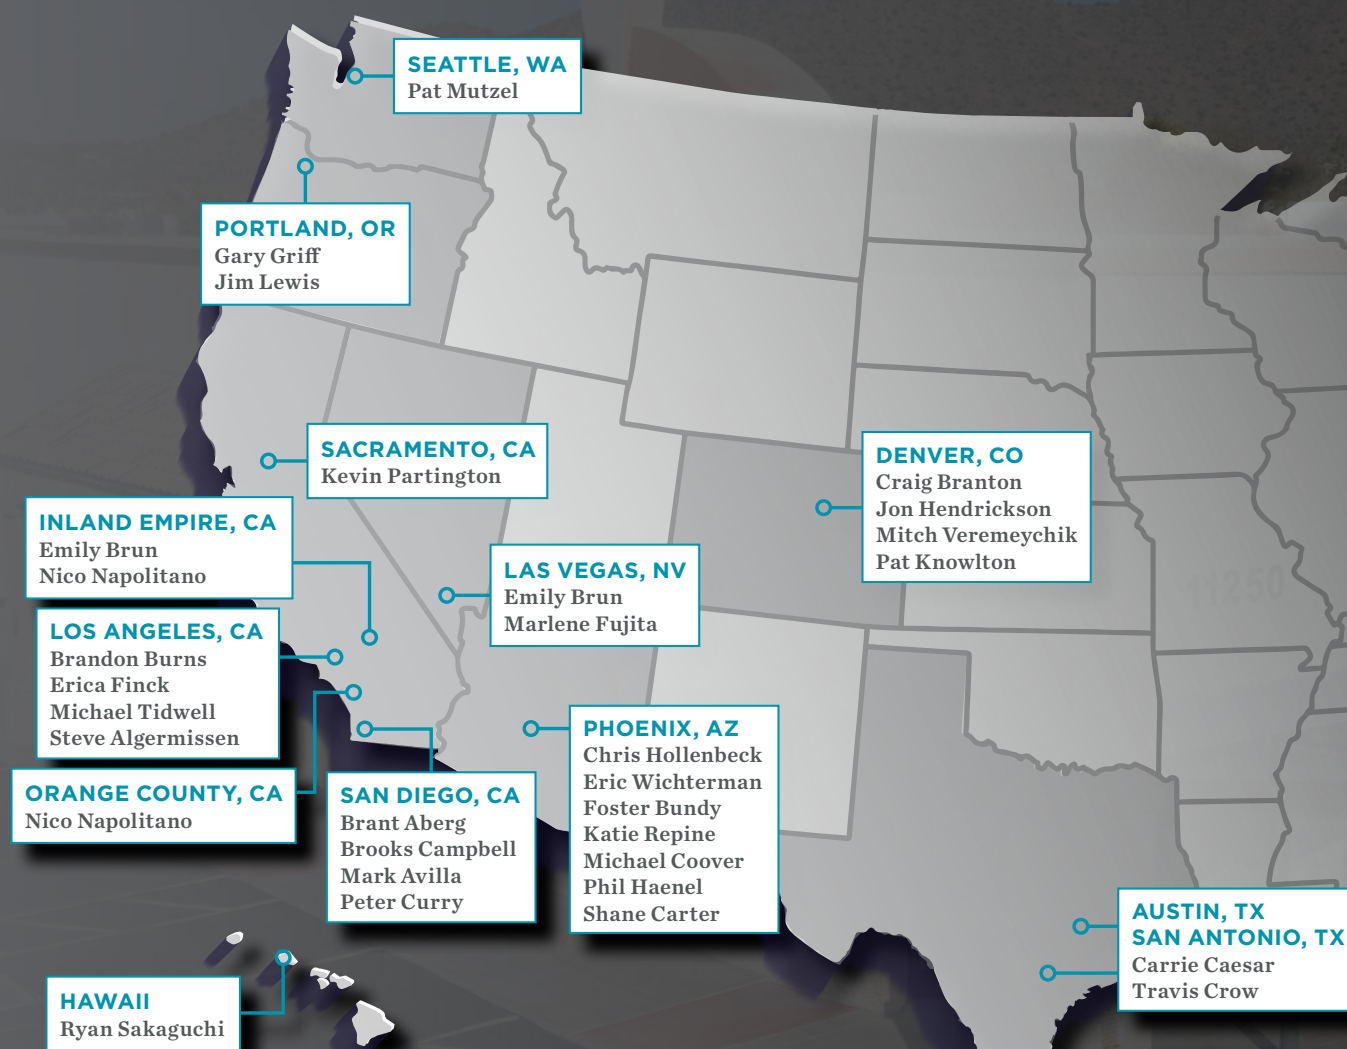 SEATTLE, WA
Pat Mutzel
PORTLAND, OR
Gary Griff
Jim Lewis
SACRAMENTO, CA
Kevin Partington
DENVER, CO
Craig Branton
Jon Hendrickson
Mitch Veremeychik
Pat Knowlton
INLAND EMPIRE, CA
Emily Brun
Nico Napolitano
LAS VEGAS, NV
Emily Brun
Marlene Fujita
11250
LOS ANGELES, CA
Brandon Burns
Erica Finck
Michael Tidwell
Steve Algermissen
ORANGE COUNTY, CA
Nico Napolitano
SAN DIEGO, CA
Brant Aberg
Brooks Campbell
Mark Avilla
Peter Curry
PHOENIX, AZ
Chris Hollenbeck
Eric Wichterman
Foster Bundy
Katie Repine
Michael Coover
Phil Haenel
Shane Carter
AUSTIN, TX
SAN ANTONIO, TX
Carrie Caesar
Travis Crow
HAWAII
Ryan Sakaguchi